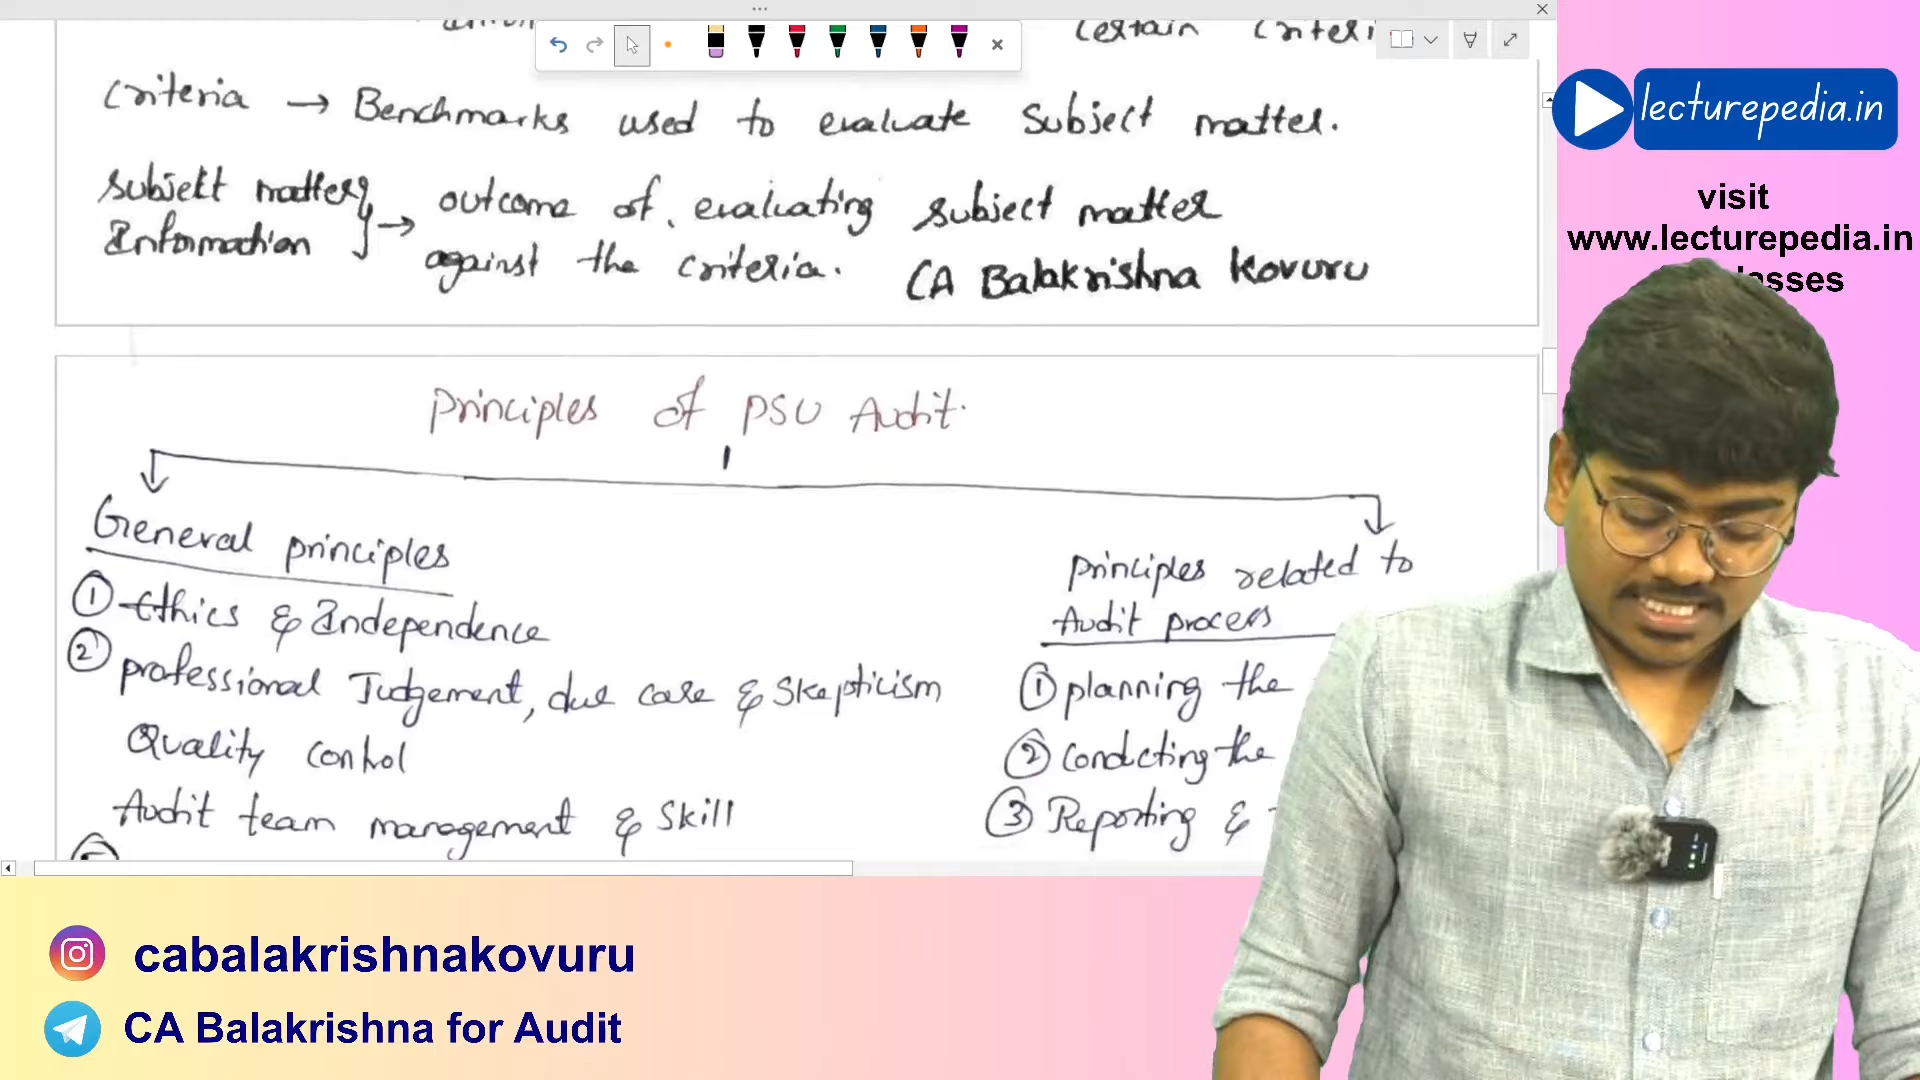 certain criteri
criteria → Benchmarks used to evaluate subject matter.
subject matter
Information } → outcome of evaluating subject matter
against the criteria. CA Balakrishna Kovuru
principles of PSU Audit.
General principles
① Ethics & Independence
② professional Judgement, due care & skepticism
Quality control
Audit team management & skill
principles related to
Audit process
① planning the
② Conducting the
③ Reporting &
lecturepedia.in
visit
www.lecturepedia.in
asses
cabalakrishnakovuru
CA Balakrishna for Audit